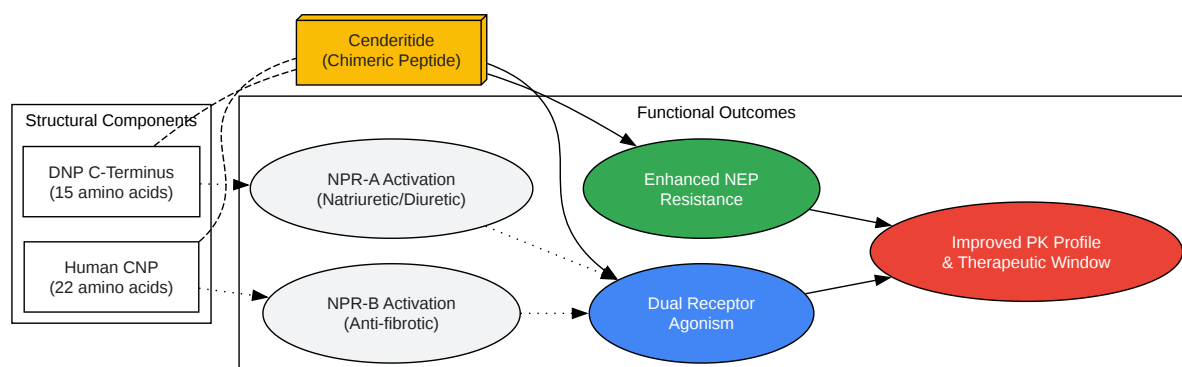 Cenderitide
(Chimeric Peptide)
Structural Components
Functional Outcomes
DNP C-Terminus
(15 amino acids)
NPR-A Activation
(Natriuretic/Diuretic)
Enhanced NEP
Resistance
Improved PK Profile
& Therapeutic Window
Human CNP
(22 amino acids)
NPR-B Activation
(Anti-fibrotic)
Dual Receptor
Agonism